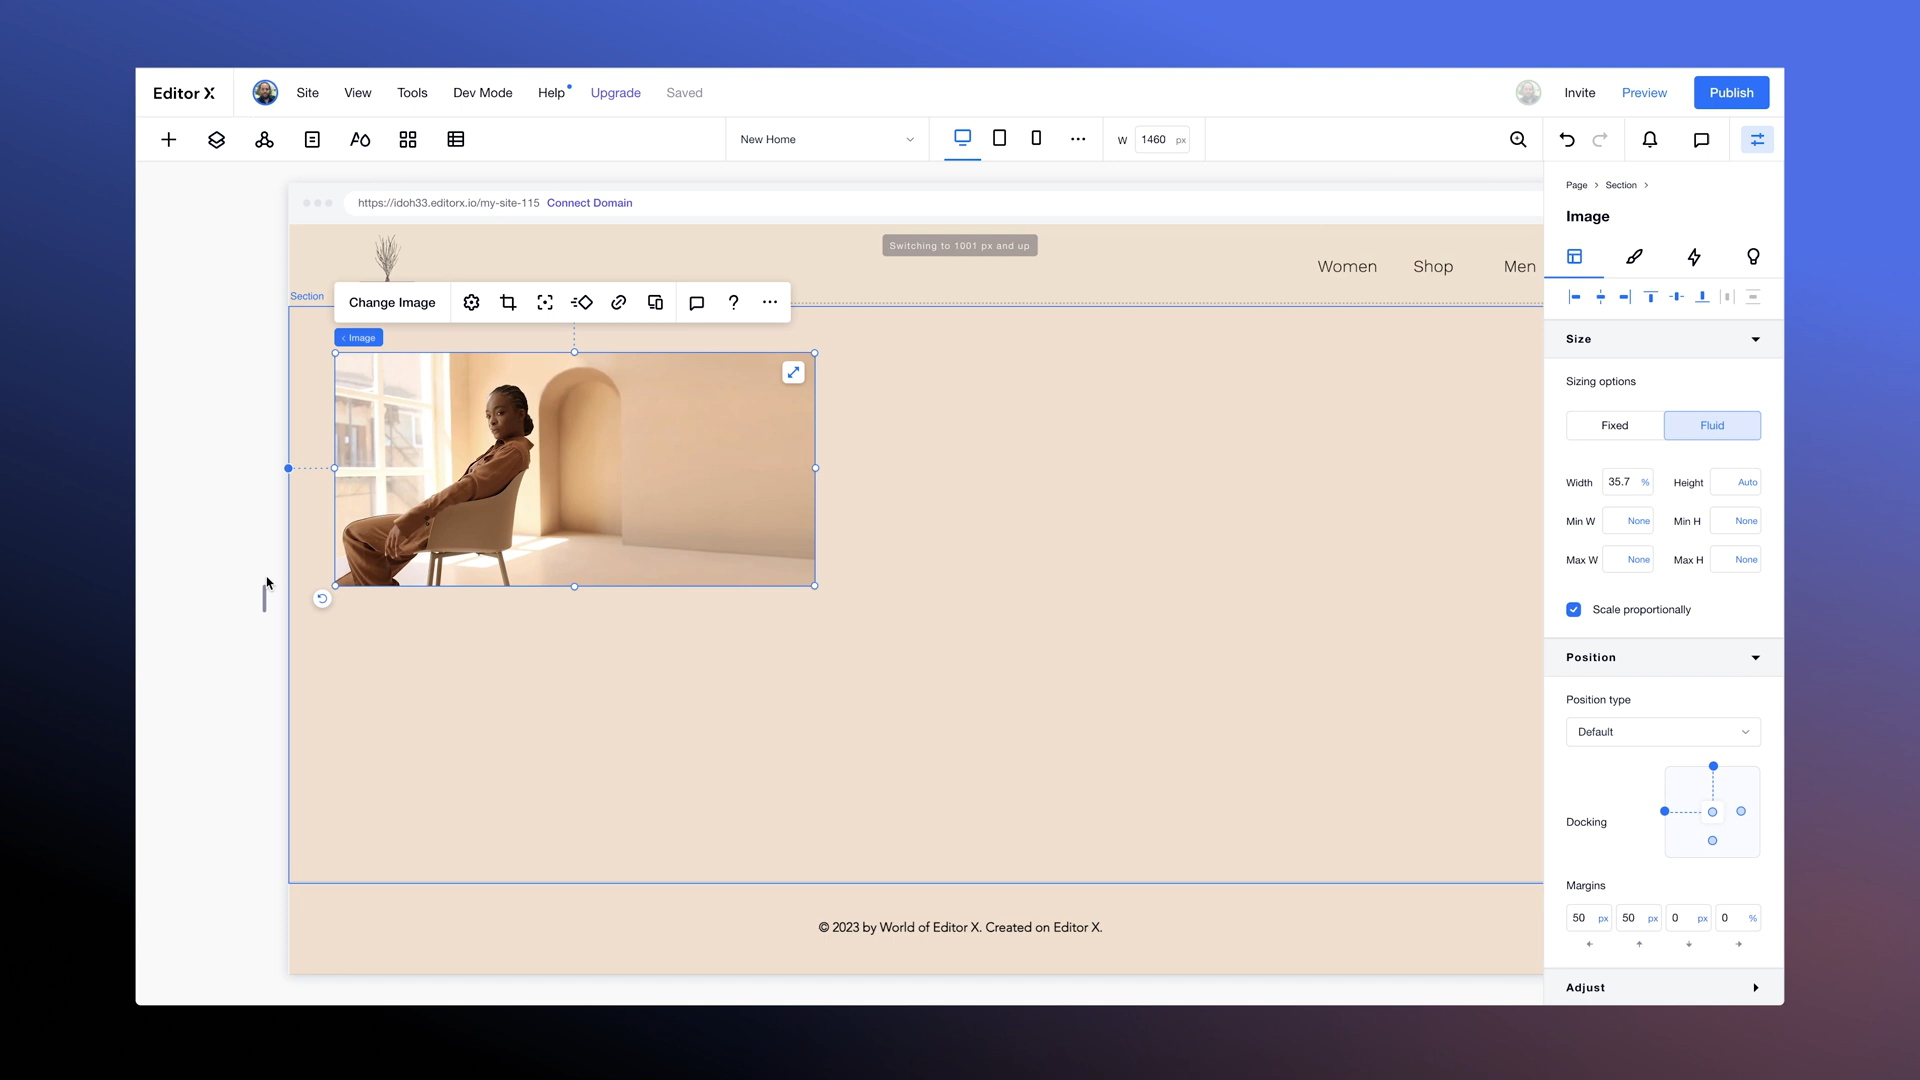 Editor X
Site
View
Tools
Dev Mode
Help
Upgrade
Saved
Invite
Preview
Publish
New Home
W 1460 px
https://idoh33.editorx.io/my-site-115 Connect Domain
Switching to 1001 px and up
Women
Shop
Men
Section
Change Image
?
< Image
Page > Section >
Image
Size
Sizing options
Fixed
Fluid
Width 35.7 %
Height Auto
Min W None
Min H None
Max W None
Max H None
Scale proportionally
Position
Position type
Default
Docking
Margins
50 px 50 px 0 px 0 %
Adjust
© 2023 by World of Editor X. Created on Editor X.